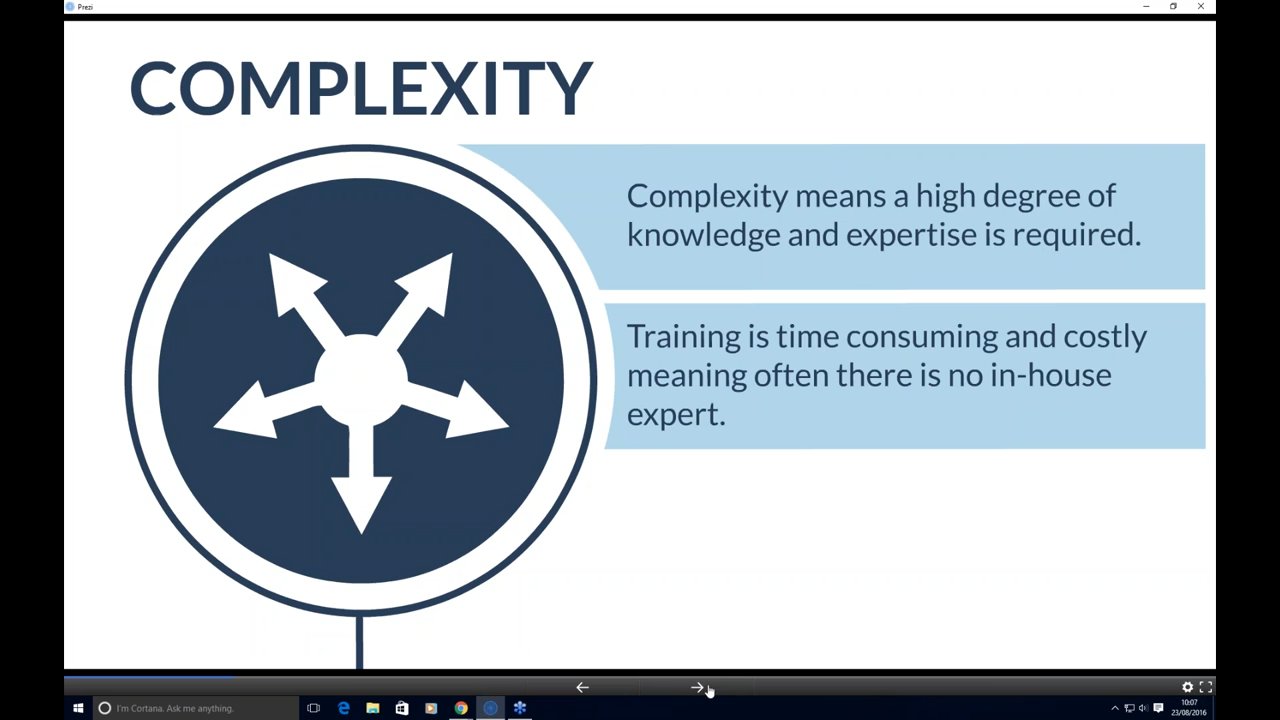 Prezi
COMPLEXITY
Complexity means a high degree of
knowledge and expertise is required.
Training is time consuming and costly
meaning often there is no in-house
expert.
I'm Cortana. Ask me anything.
10:07
23/08/2016